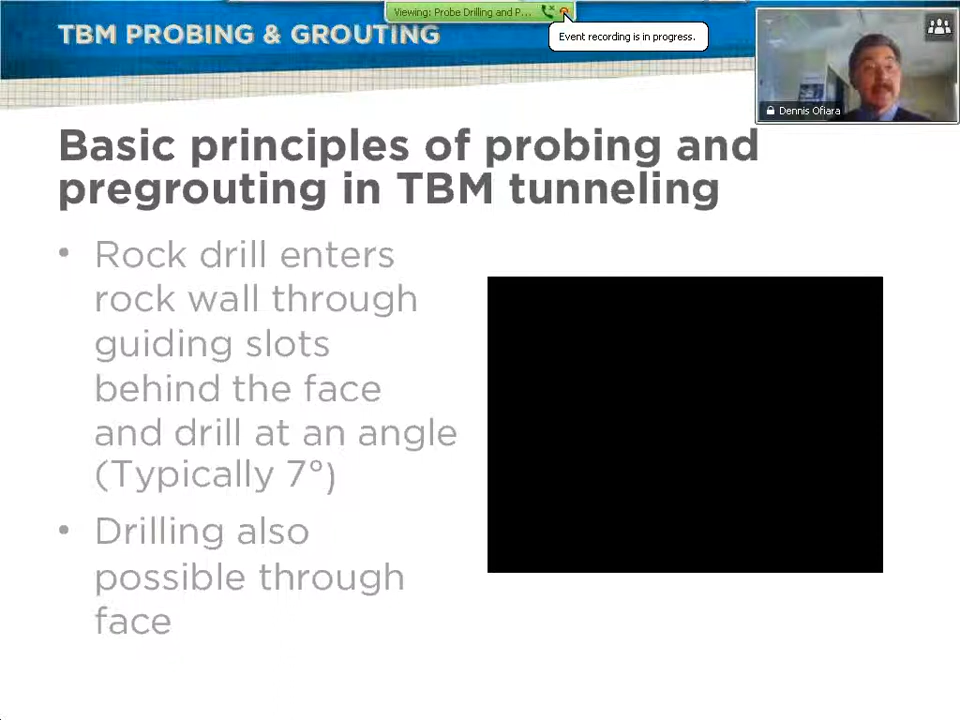 Viewing: Probe Drilling and P...
TBM PROBING & GROUTING
Event recording is in progress.
Dennis Ofiara
Basic principles of probing and
pregrouting in TBM tunneling
• Rock drill enters
rock wall through
guiding slots
behind the face
and drill at an angle
(Typically 7°)
• Drilling also
possible through
face